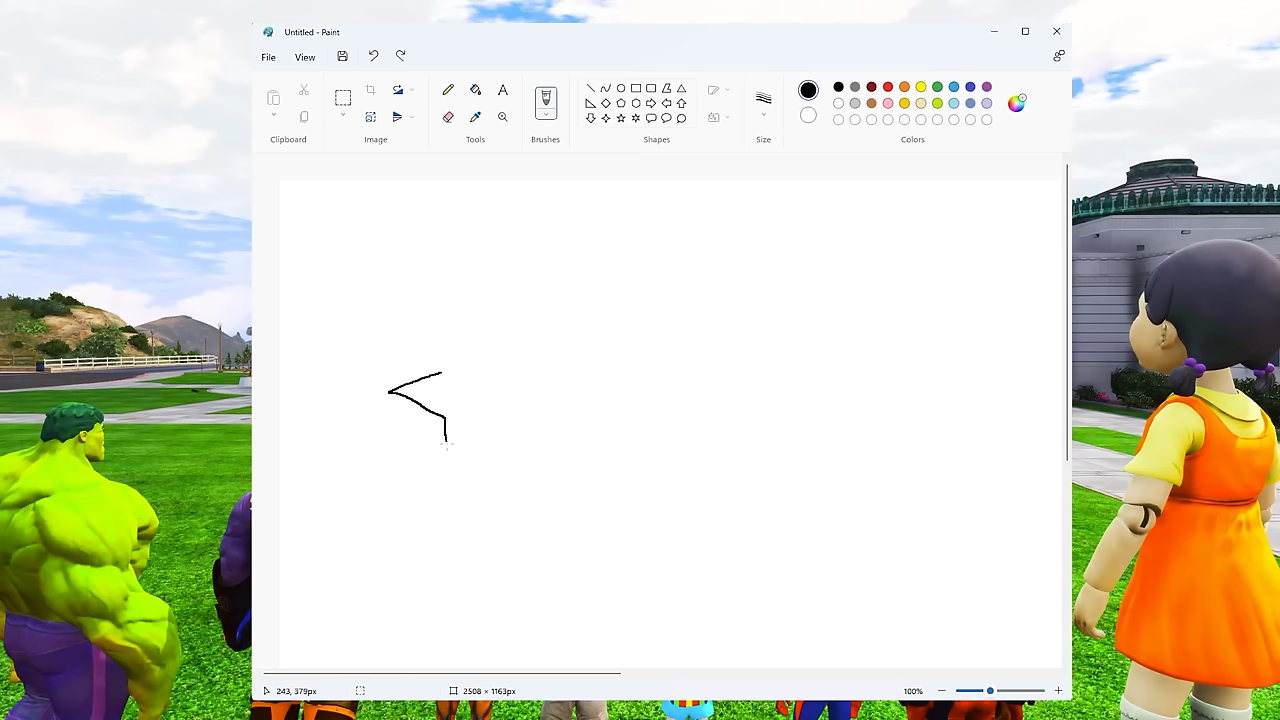 Untitled - Paint
File View
Clipboard Image Tools Brushes Shapes Size Colors
243, 379px 2508 × 1163px 100%